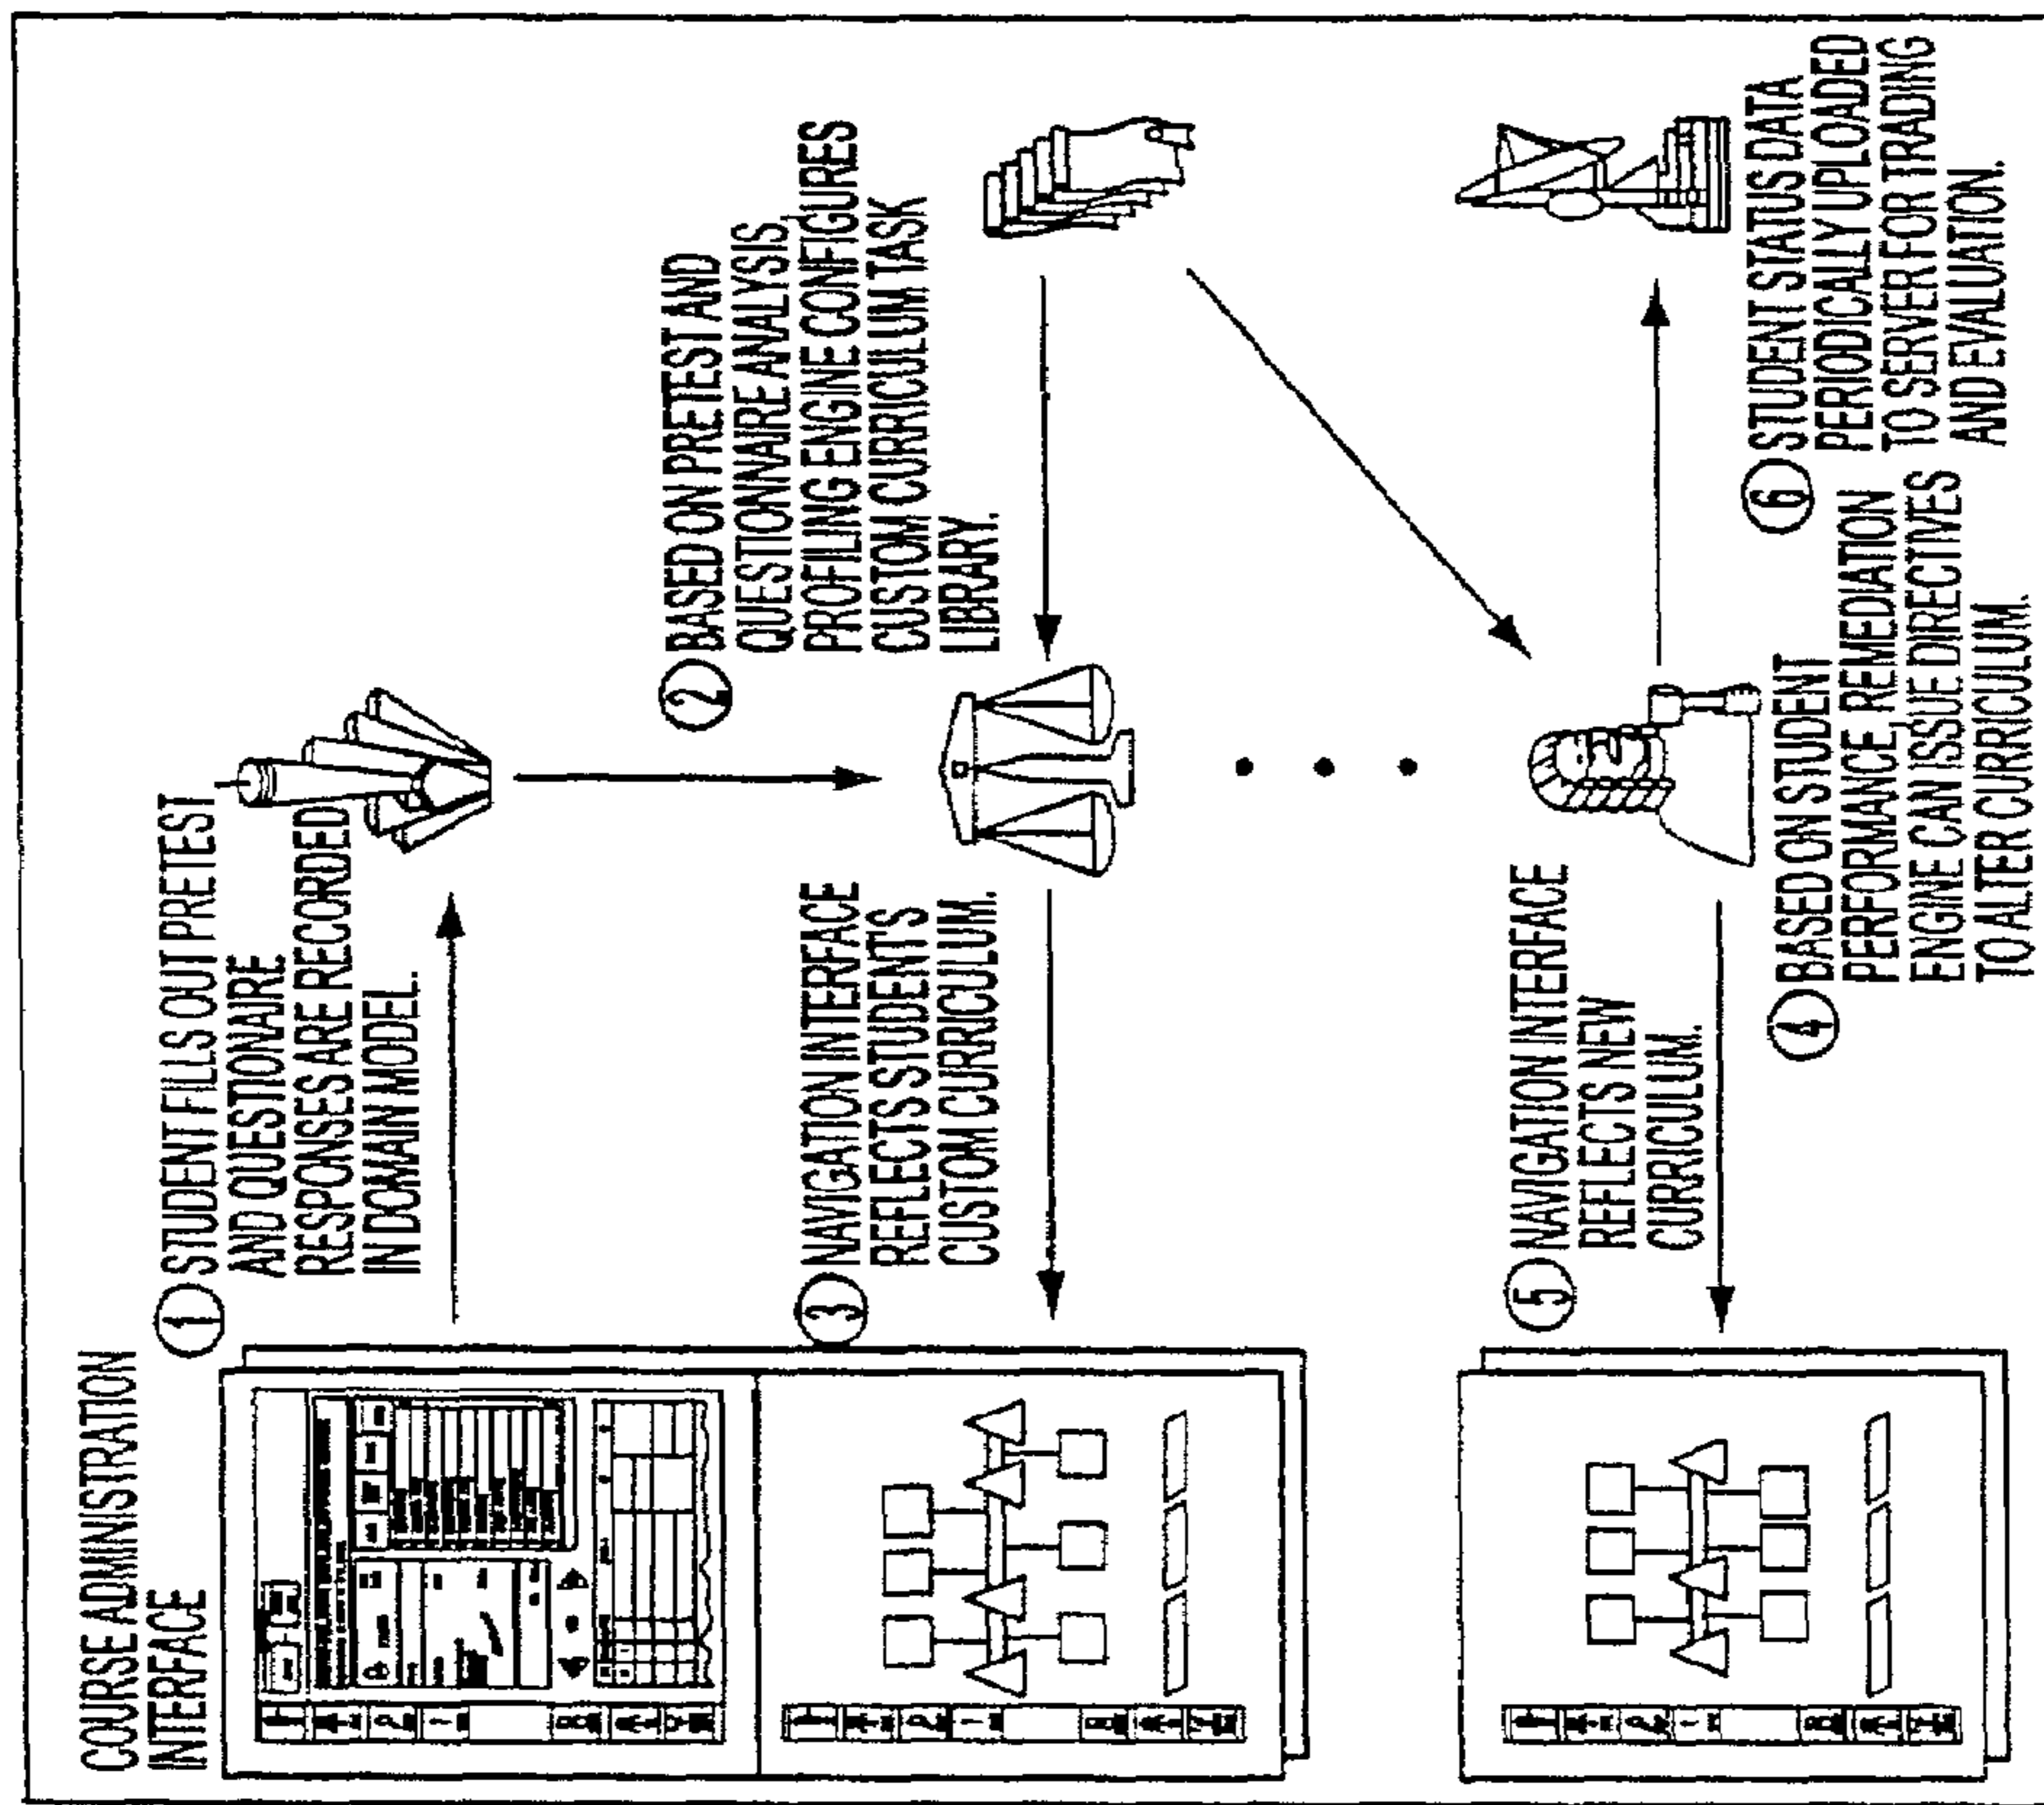 COURSE ADMINISTRATION
INTERFACE
1 STUDENT FILLS OUT PRETEST
AND QUESTIONAIRE
RESPONSES ARE RECORDED
IN DOMAIN MODEL.
2 BASED ON PRETEST AND
QUESTIONNAIRE ANALYSIS,
PROFILING ENGINE CONFIGURES
CUSTOM CURRICULUM TASK
LIBRARY.
3 NAVIGATION INTERFACE
REFLECTS STUDENT'S
CUSTOM CURRICULUM.
5 NAVIGATION INTERFACE
REFLECTS NEW
CURRICULUM.
4 BASED ON STUDENT
PERFORMANCE, REMEDIATION
ENGINE CAN ISSUE DIRECTIVES
TO ALTER CURRICULUM.
6 STUDENT STATUS DATA
PERIODICALLY UPLOADED
TO SERVER FOR TRADING
AND EVALUATION.